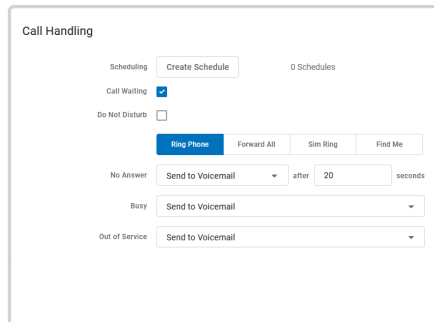 Call Handling
Scheduling Create Schedule 0 Schedules
Call Waiting
Do Not Disturb
Ring Phone Forward All Sim Ring Find Me
No Answer Send to Voicemail after 20 seconds
Busy Send to Voicemail
Out of Service Send to Voicemail